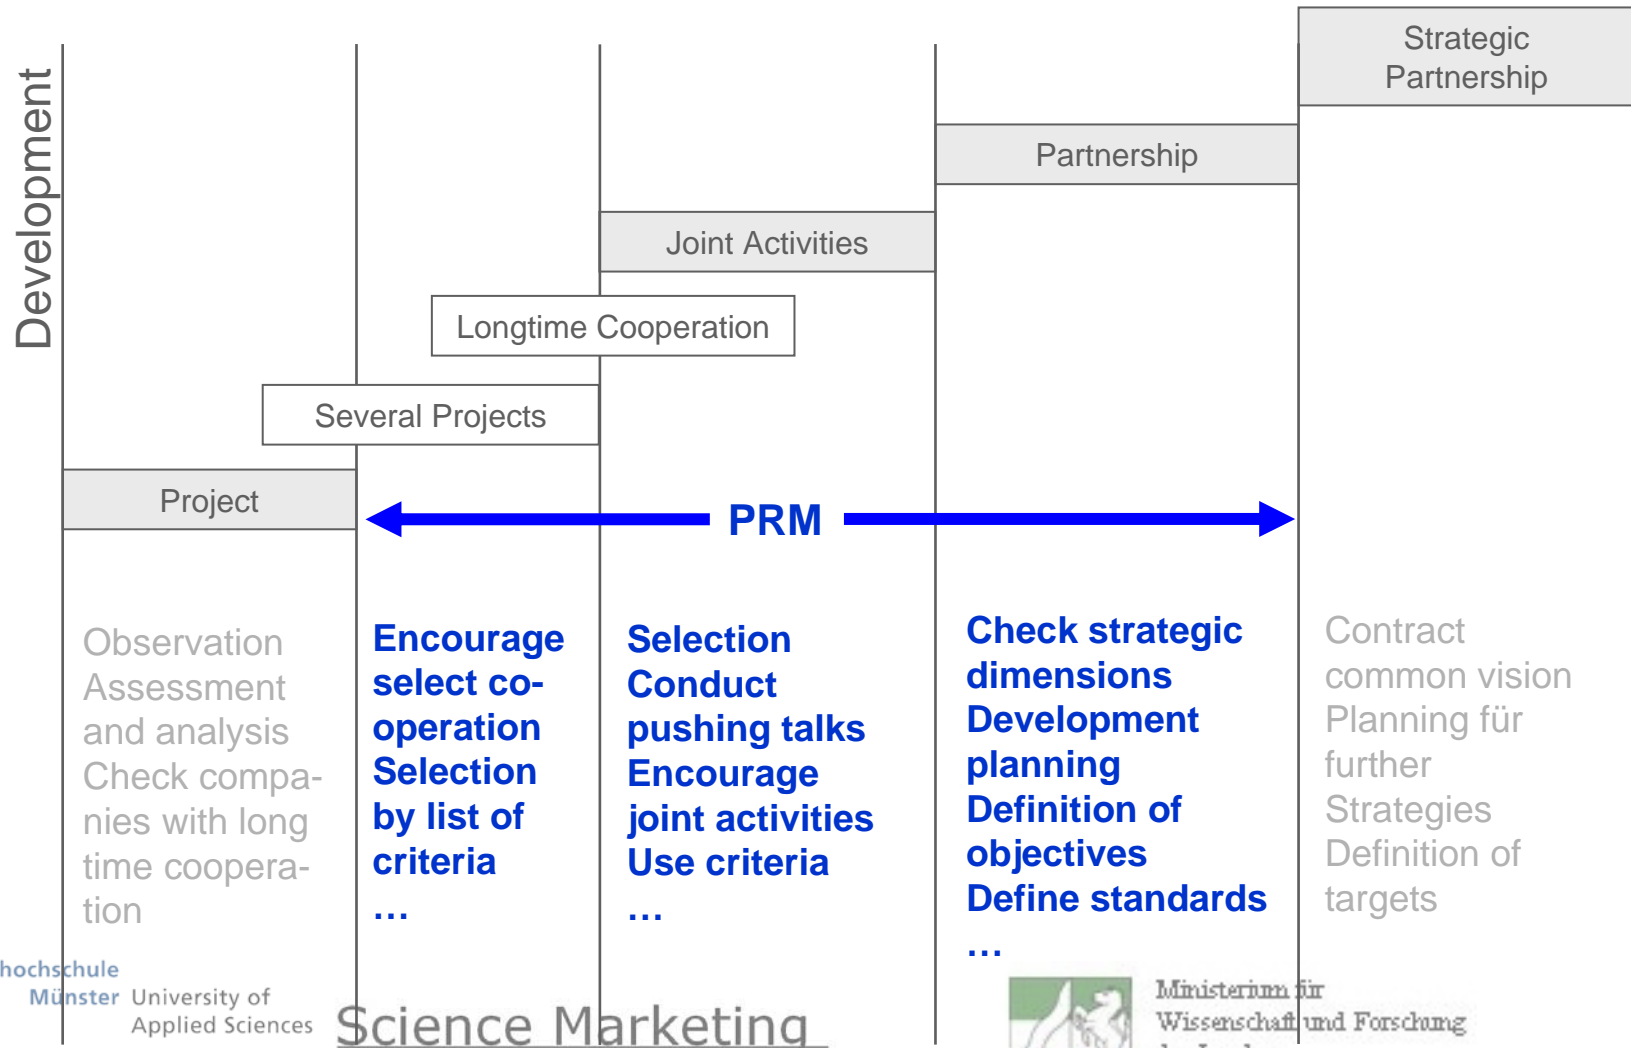 Development
Strategic
Partnership
Partnership
Joint Activities
Longtime Cooperation
Several Projects
Project
PRM
Observation
Assessment
and analysis
Check compa-
nies with long
time coopera-
tion
Encourage
select co-
operation
Selection
by list of
criteria
...
Selection
Conduct
pushing talks
Encourage
joint activities
Use criteria
...
Check strategic
dimensions
Development
planning
Definition of
objectives
Define standards
...
Contract
common vision
Planning für
further
Strategies
Definition of
targets
hochschule
Münster University of
Applied Sciences
Science Marketing
Ministerium für
Wissenschaft und Forschung